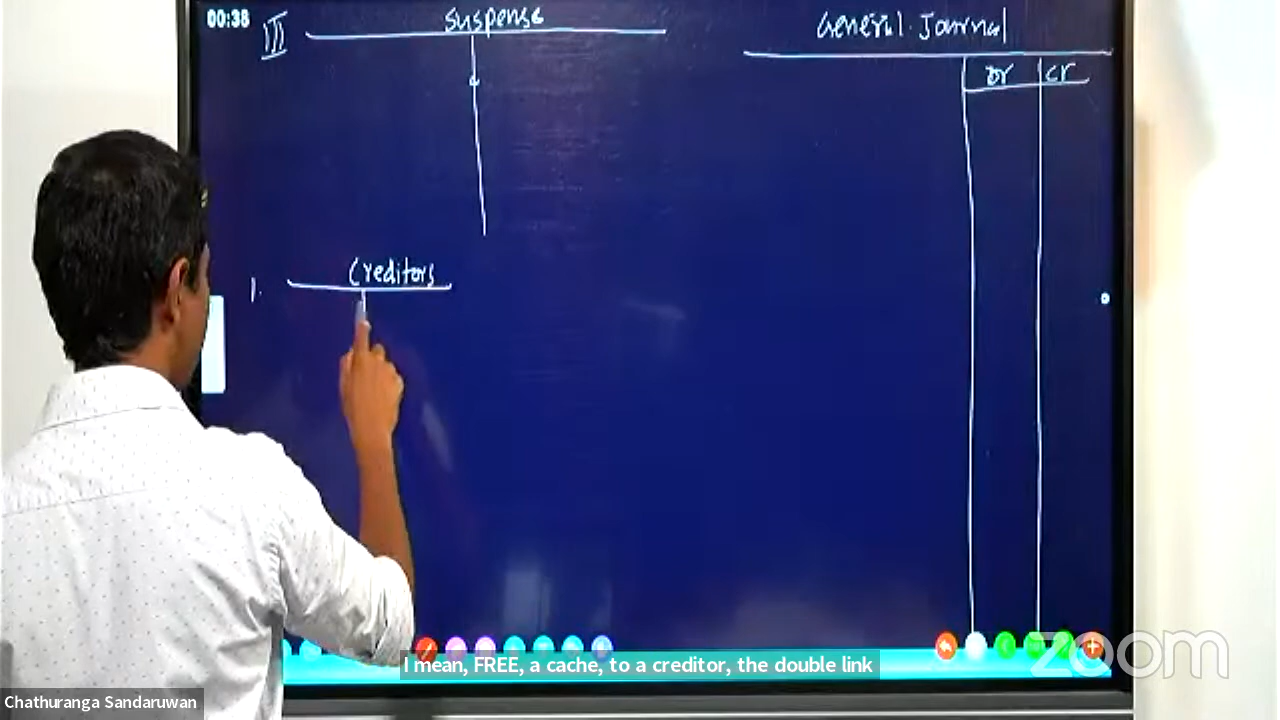 00:38
III
Suspense
General Journal
Dr Cr
1. Creditors
I mean, FREE, a cache, to a creditor, the double link
zoom
Chathuranga Sandaruwan